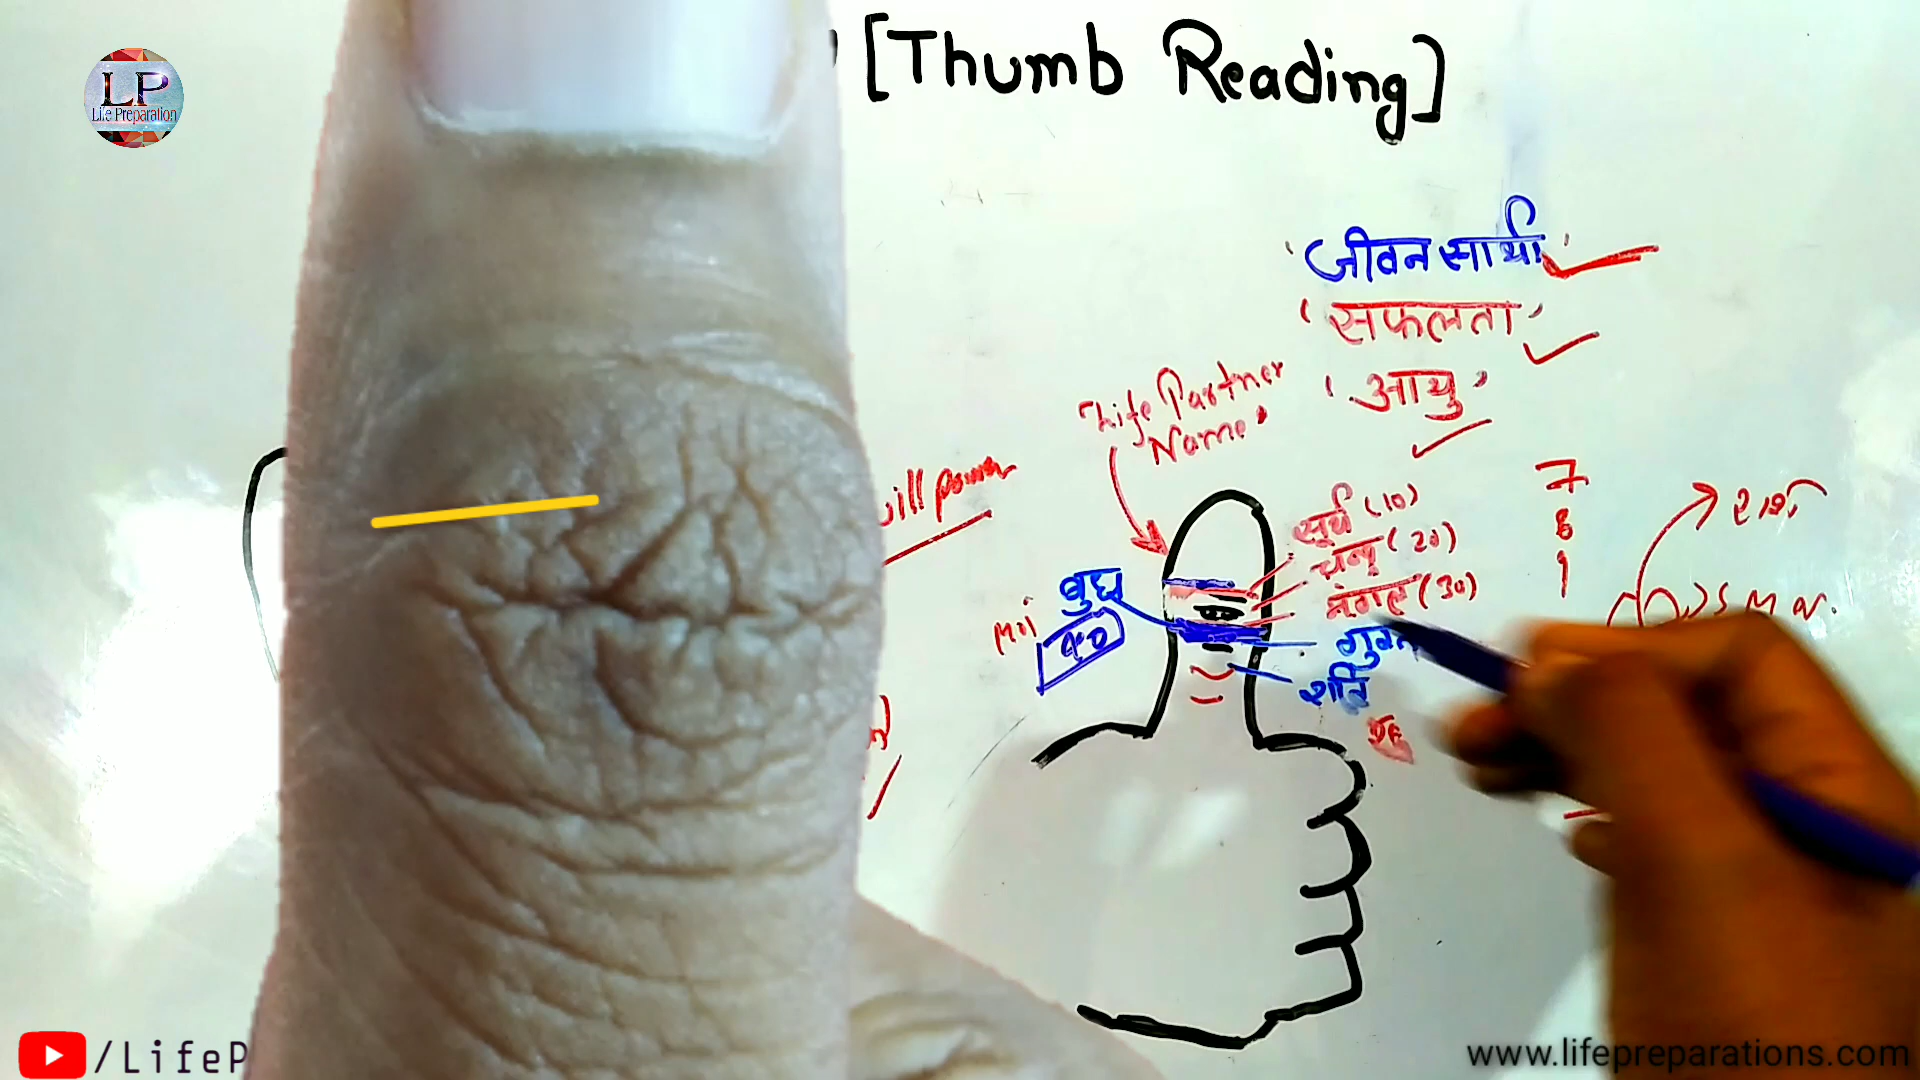 LP
Life Preparation
[Thumb Reading]
'जीवन साथी'
'सफलता'
'आयु'
Life Partner
Name
will power
सूर्य (10)
चन्द्र (20)
मंगल (30)
बुध
गुरु
शनि
7
8
1
/LifeP
www.lifepreparations.com